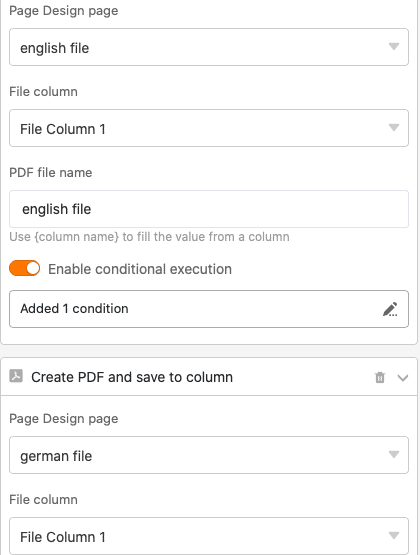 Page Design page
english file
File column
File Column 1
PDF file name
english file
Use {column name} to fill the value from a column
Enable conditional execution
Added 1 condition
Create PDF and save to column
Page Design page
german file
File column
File Column 1